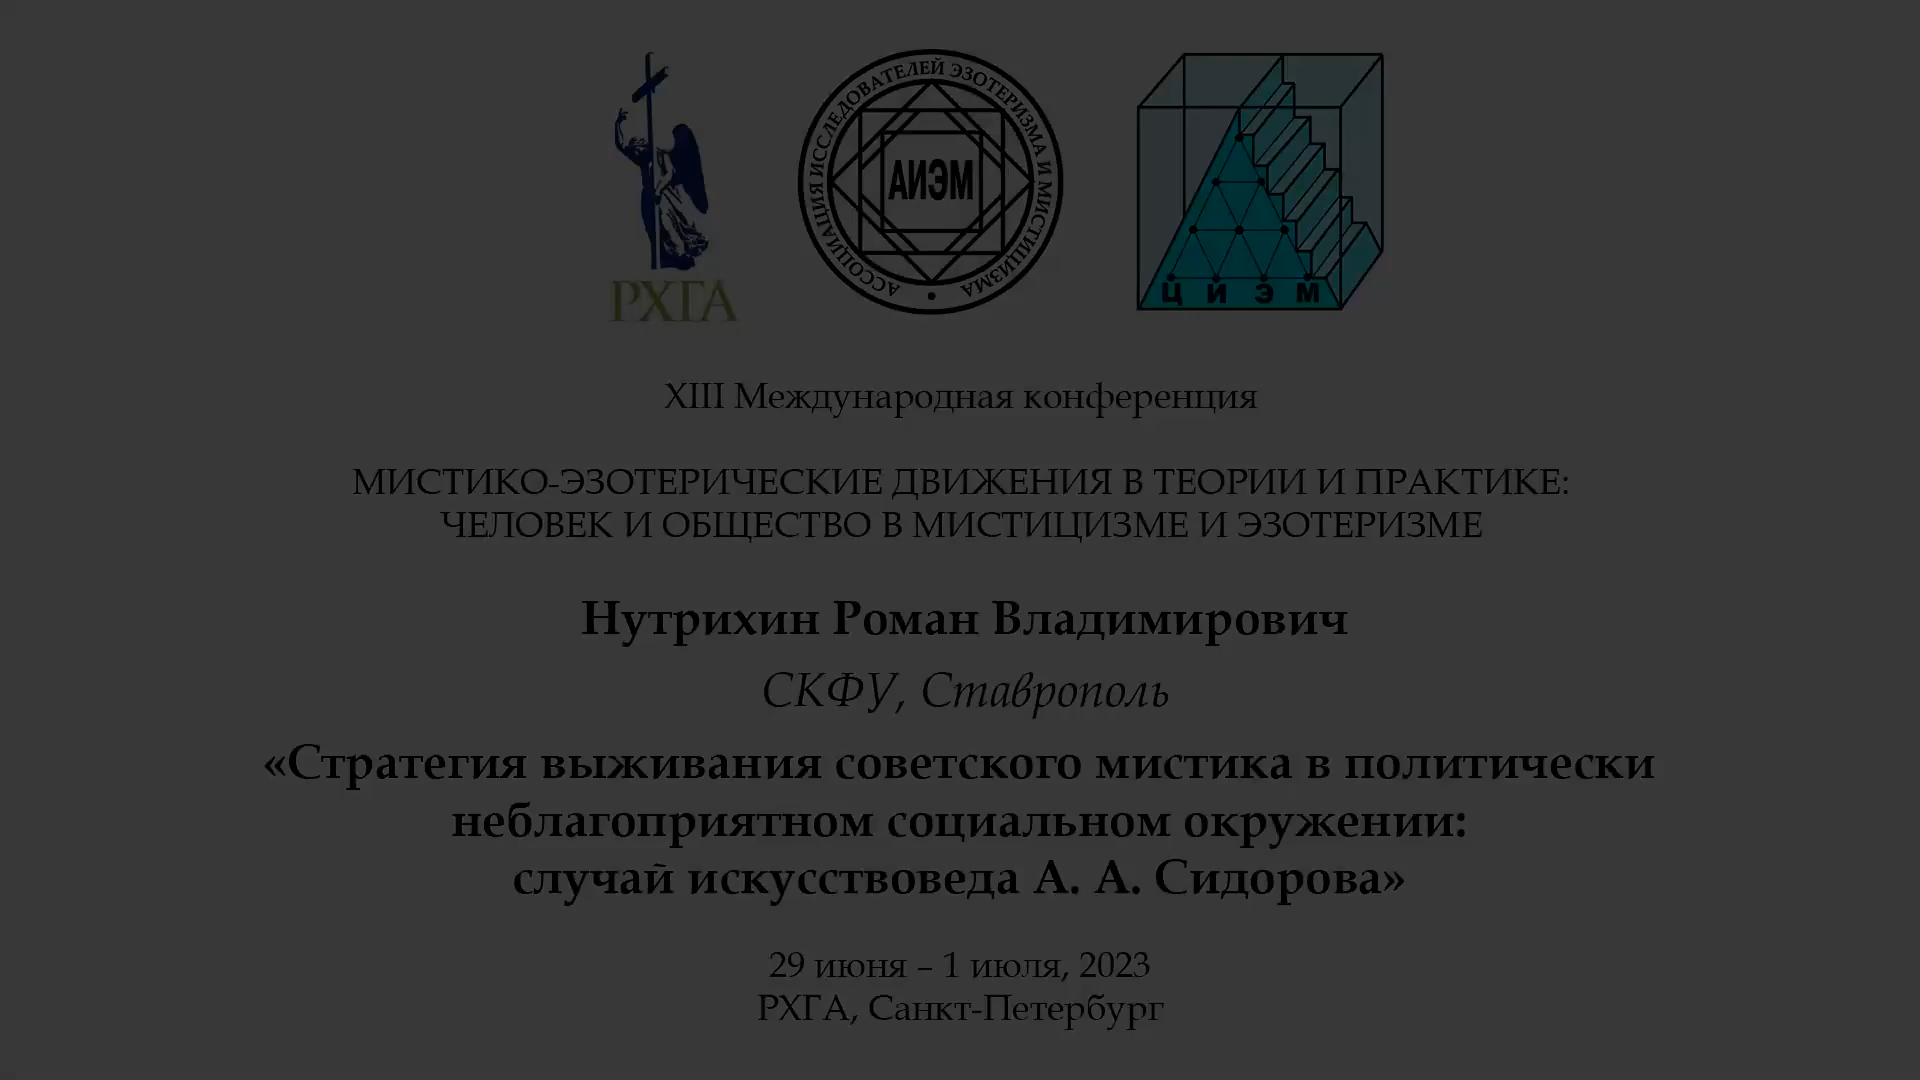 РХГА
АССОЦИАЦИЯ ИССЛЕДОВАТЕЛЕЙ ЭЗОТЕРИЗМА И МИСТИЦИЗМА
АИЭМ
Ц И Э М
XIII Международная конференция
МИСТИКО-ЭЗОТЕРИЧЕСКИЕ ДВИЖЕНИЯ В ТЕОРИИ И ПРАКТИКЕ:
ЧЕЛОВЕК И ОБЩЕСТВО В МИСТИЦИЗМЕ И ЭЗОТЕРИЗМЕ
Нутрихин Роман Владимирович
СКФУ, Ставрополь
«Стратегия выживания советского мистика в политически
неблагоприятном социальном окружении:
случай искусствоведа А. А. Сидорова»
29 июня – 1 июля, 2023
РХГА, Санкт-Петербург